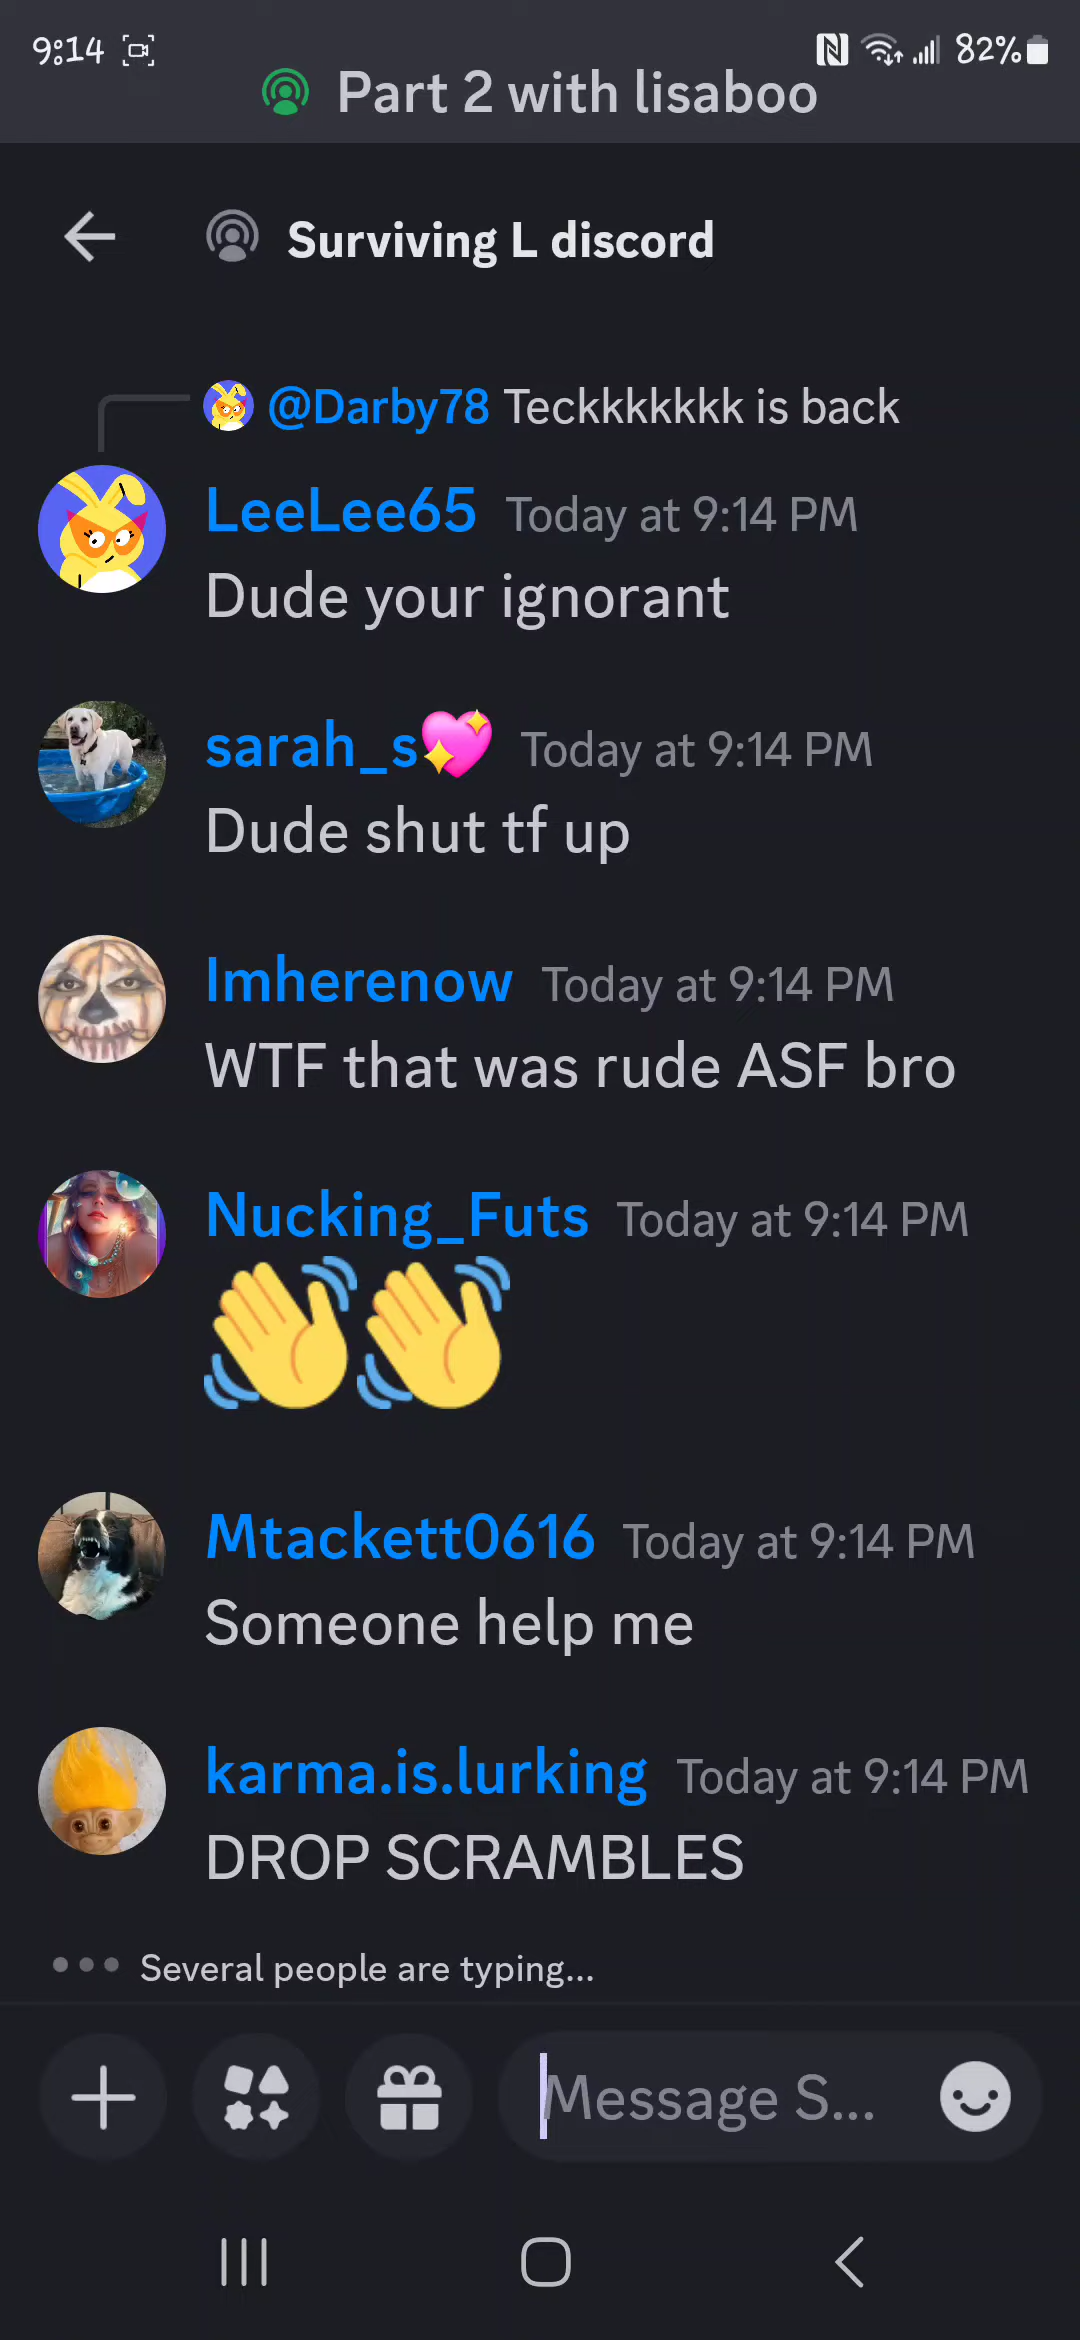 9:14 82%
Part 2 with lisaboo
Surviving L discord
@Darby78 Teckkkkkkk is back
LeeLee65 Today at 9:14 PM
Dude your ignorant
sarah_s💖 Today at 9:14 PM
Dude shut tf up
Imherenow Today at 9:14 PM
WTF that was rude ASF bro
Nucking_Futs Today at 9:14 PM
👋👋
Mtackett0616 Today at 9:14 PM
Someone help me
karma.is.lurking Today at 9:14 PM
DROP SCRAMBLES
Several people are typing...
Message S...